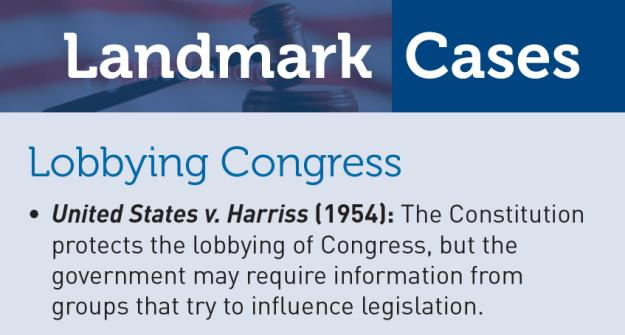 Landmark Cases
Lobbying Congress
• United States v. Harriss (1954): The Constitution
protects the lobbying of Congress, but the
government may require information from
groups that try to influence legislation.